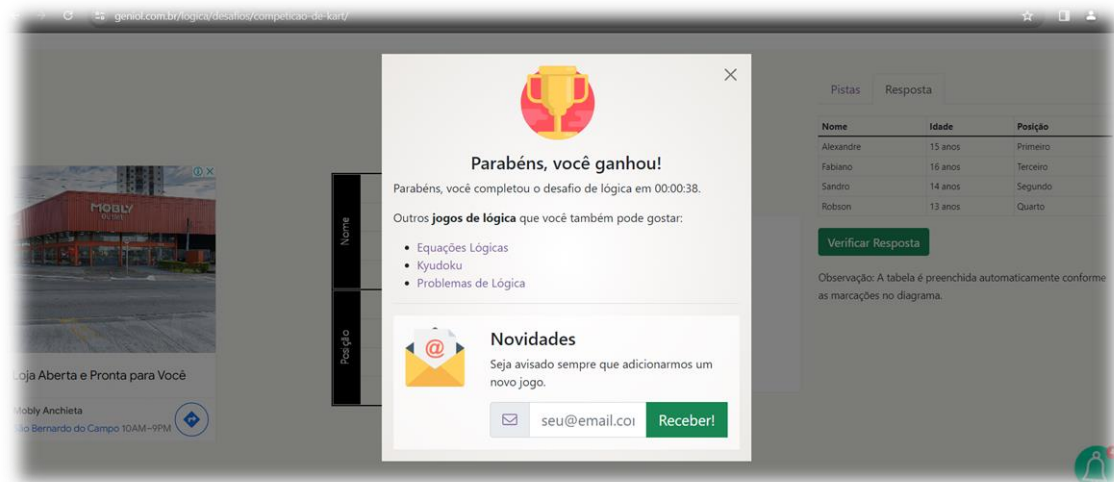 geniol.com.br/logica/desafios/competicao-de-kart/
Parabéns, você ganhou!
Parabéns, você completou o desafio de lógica em 00:00:38.
Outros jogos de lógica que você também pode gostar:
Equações Lógicas
Kyudoku
Problemas de Lógica
Novidades
Seja avisado sempre que adicionarmos um
novo jogo.
seu@email.co
Receber!
Pistas
Resposta
Nome Idade Posição
Alexandre 15 anos Primeiro
Fabiano 16 anos Terceiro
Sandro 14 anos Segundo
Robson 13 anos Quarto
Verificar Resposta
Observação: A tabela é preenchida automaticamente conforme
as marcações no diagrama.
Nome
Posição
MOBLY
Loja Aberta e Pronta para Você
Mobly Anchieta
São Bernardo do Campo 10AM–9PM